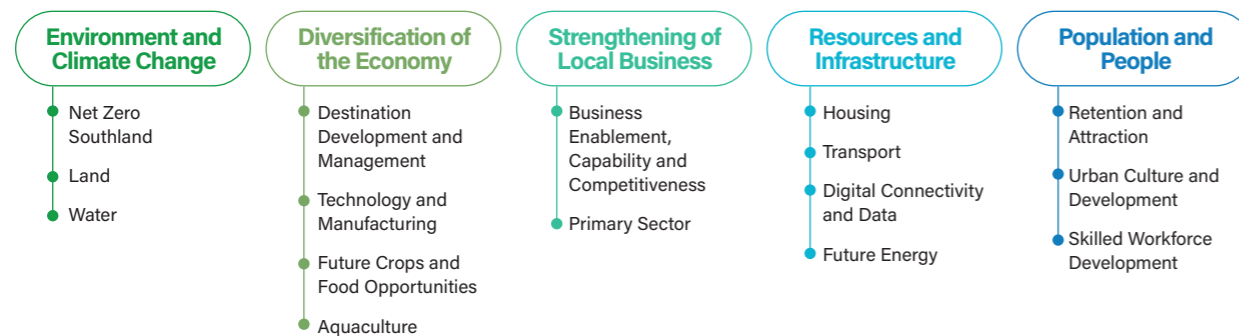 Environment and
Climate Change
Net Zero
Southland
Land
Water
Diversification of
the Economy
Destination
Development and
Management
Technology and
Manufacturing
Future Crops and
Food Opportunities
Aquaculture
Strengthening of
Local Business
Business
Enablement,
Capability and
Competitiveness
Primary Sector
Resources and
Infrastructure
Housing
Transport
Digital Connectivity
and Data
Future Energy
Population and
People
Retention and
Attraction
Urban Culture and
Development
Skilled Workforce
Development